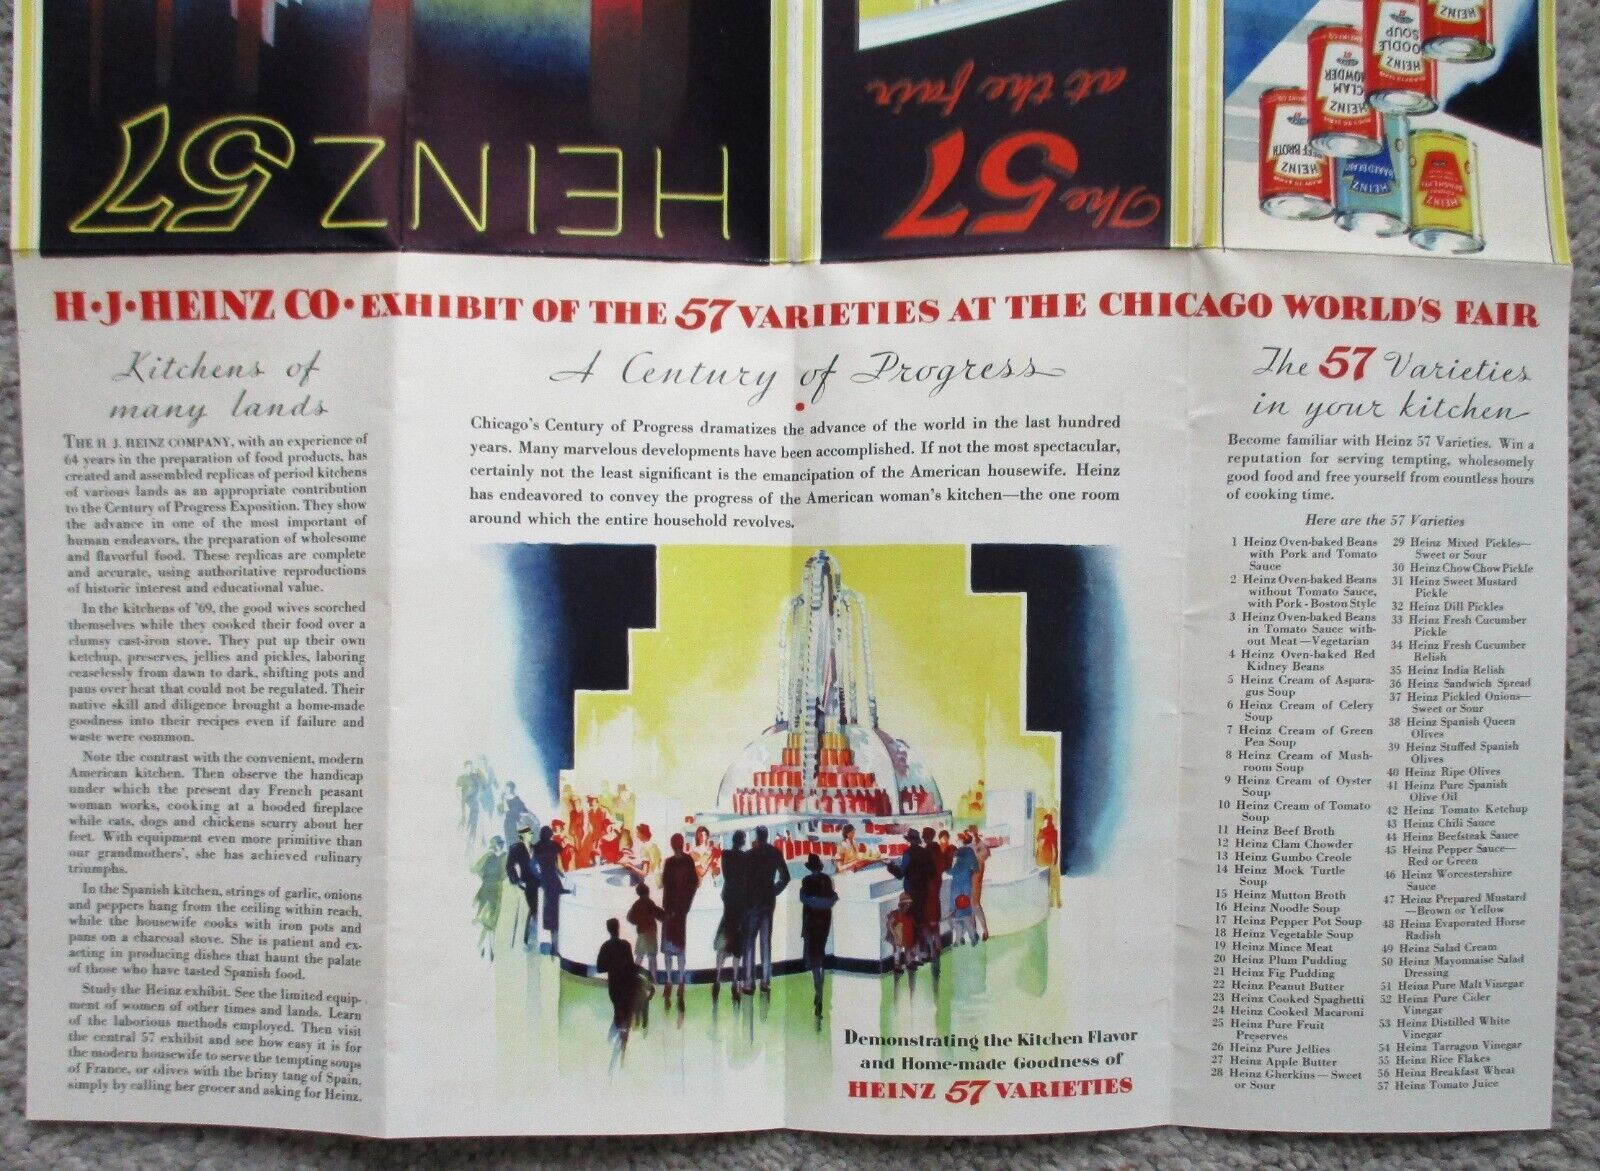 HEINZ 57
The 57
at the fair
HEINZ
NOODLE
SOUP
HEINZ
CLAM
CHOWDER
HEINZ
BEEF BROTH
HEINZ
BAKED BEANS
HEINZ
SPAGHETTI
HEINZ
H·J·HEINZ CO·EXHIBIT OF THE 57 VARIETIES AT THE CHICAGO WORLD'S FAIR
Kitchens of
many lands
THE H. J. HEINZ COMPANY, with an experience of
64 years in the preparation of food products, has
created and assembled replicas of period kitchens
of various lands as an appropriate contribution
to the Century of Progress Exposition. They show
the advance in one of the most important of
human endeavors, the preparation of wholesome
and flavorful food. These replicas are complete
and accurate, using authoritative reproductions
of historic interest and educational value.
In the kitchens of '69, the good wives scorched
themselves while they cooked their food over a
clumsy cast-iron stove. They put up their own
ketchup, preserves, jellies and pickles, laboring
ceaselessly from dawn to dark, shifting pots and
pans over heat that could not be regulated. Their
native skill and diligence brought a home-made
goodness into their recipes even if failure and
waste were common.
Note the contrast with the convenient, modern
American kitchen. Then observe the handicap
under which the present day French peasant
woman works, cooking at a hooded fireplace
while cats, dogs and chickens scurry about her
feet. With equipment even more primitive than
our grandmothers', she has achieved culinary
triumphs.
In the Spanish kitchen, strings of garlic, onions
and peppers hang from the ceiling within reach,
while the housewife cooks with iron pots and
pans on a charcoal stove. She is patient and ex-
acting in producing dishes that haunt the palate
of those who have tasted Spanish food.
Study the Heinz exhibit. See the limited equip-
ment of women of other times and lands. Learn
of the laborious methods employed. Then visit
the central 57 exhibit and see how easy it is for
the modern housewife to serve the tempting soups
of France, or olives with the briny tang of Spain,
simply by calling her grocer and asking for Heinz.
A Century of Progress
Chicago's Century of Progress dramatizes the advance of the world in the last hundred
years. Many marvelous developments have been accomplished. If not the most spectacular,
certainly not the least significant is the emancipation of the American housewife. Heinz
has endeavored to convey the progress of the American woman's kitchen—the one room
around which the entire household revolves.
Demonstrating the Kitchen Flavor
and Home-made Goodness of
HEINZ 57 VARIETIES
The 57 Varieties
in your kitchen
Become familiar with Heinz 57 Varieties. Win a
reputation for serving tempting, wholesomely
good food and free yourself from countless hours
of cooking time.
Here are the 57 Varieties
1 Heinz Oven-baked Beans
with Pork and Tomato
Sauce
2 Heinz Oven-baked Beans
without Tomato Sauce,
with Pork - Boston Style
3 Heinz Oven-baked Beans
in Tomato Sauce with-
out Meat—Vegetarian
4 Heinz Oven-baked Red
Kidney Beans
5 Heinz Cream of Aspara-
gus Soup
6 Heinz Cream of Celery
Soup
7 Heinz Cream of Green
Pea Soup
8 Heinz Cream of Mush-
room Soup
9 Heinz Cream of Oyster
Soup
10 Heinz Cream of Tomato
Soup
11 Heinz Beef Broth
12 Heinz Clam Chowder
13 Heinz Gumbo Creole
14 Heinz Mock Turtle
Soup
15 Heinz Mutton Broth
16 Heinz Noodle Soup
17 Heinz Pepper Pot Soup
18 Heinz Vegetable Soup
19 Heinz Mince Meat
20 Heinz Plum Pudding
21 Heinz Fig Pudding
22 Heinz Peanut Butter
23 Heinz Cooked Spaghetti
24 Heinz Cooked Macaroni
25 Heinz Pure Fruit
Preserves
26 Heinz Pure Jellies
27 Heinz Apple Butter
28 Heinz Gherkins—Sweet
or Sour
29 Heinz Mixed Pickles—
Sweet or Sour
30 Heinz Chow Chow Pickle
31 Heinz Sweet Mustard
Pickle
32 Heinz Dill Pickles
33 Heinz Fresh Cucumber
Pickle
34 Heinz Fresh Cucumber
Relish
35 Heinz India Relish
36 Heinz Sandwich Spread
37 Heinz Pickled Onions—
Sweet or Sour
38 Heinz Spanish Queen
Olives
39 Heinz Stuffed Spanish
Olives
40 Heinz Ripe Olives
41 Heinz Pure Spanish
Olive Oil
42 Heinz Tomato Ketchup
43 Heinz Chili Sauce
44 Heinz Beefsteak Sauce
45 Heinz Pepper Sauce—
Red or Green
46 Heinz Worcestershire
Sauce
47 Heinz Prepared Mustard
—Brown or Yellow
48 Heinz Evaporated Horse
Radish
49 Heinz Salad Cream
50 Heinz Mayonnaise Salad
Dressing
51 Heinz Pure Malt Vinegar
52 Heinz Pure Cider
Vinegar
53 Heinz Distilled White
Vinegar
54 Heinz Tarragon Vinegar
55 Heinz Rice Flakes
56 Heinz Breakfast Wheat
57 Heinz Tomato Juice